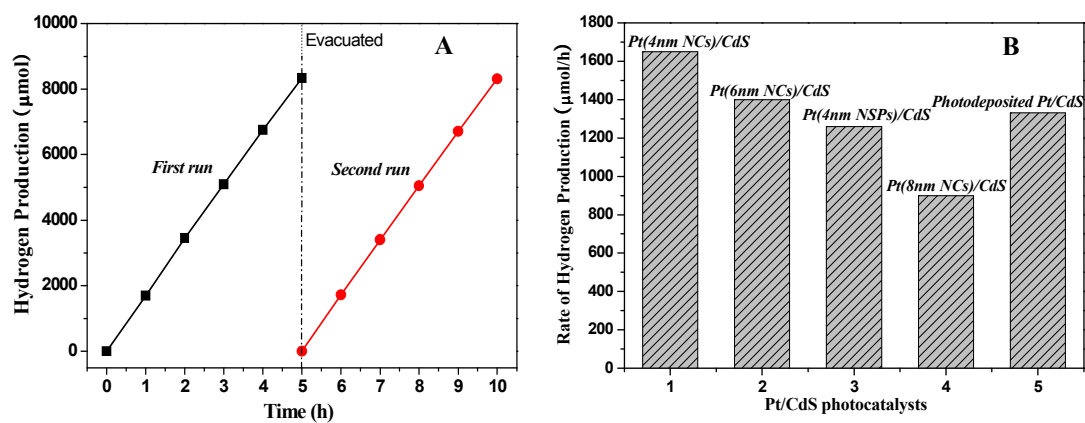 10000
8000
6000
4000
2000
0
Hydrogen Production (μmol)
Evacuated
A
First run
Second run
0 1 2 3 4 5 6 7 8 9 10
Time (h)
1800
1600
1400
1200
1000
800
600
400
200
0
Rate of Hydrogen Production (μmol/h)
B
Pt(4nm NCs)/CdS
Pt(6nm NCs)/CdS
Pt(4nm NSPs)/CdS
Photodeposited Pt/CdS
Pt(8nm NCs)/CdS
1 2 3 4 5
Pt/CdS photocatalysts